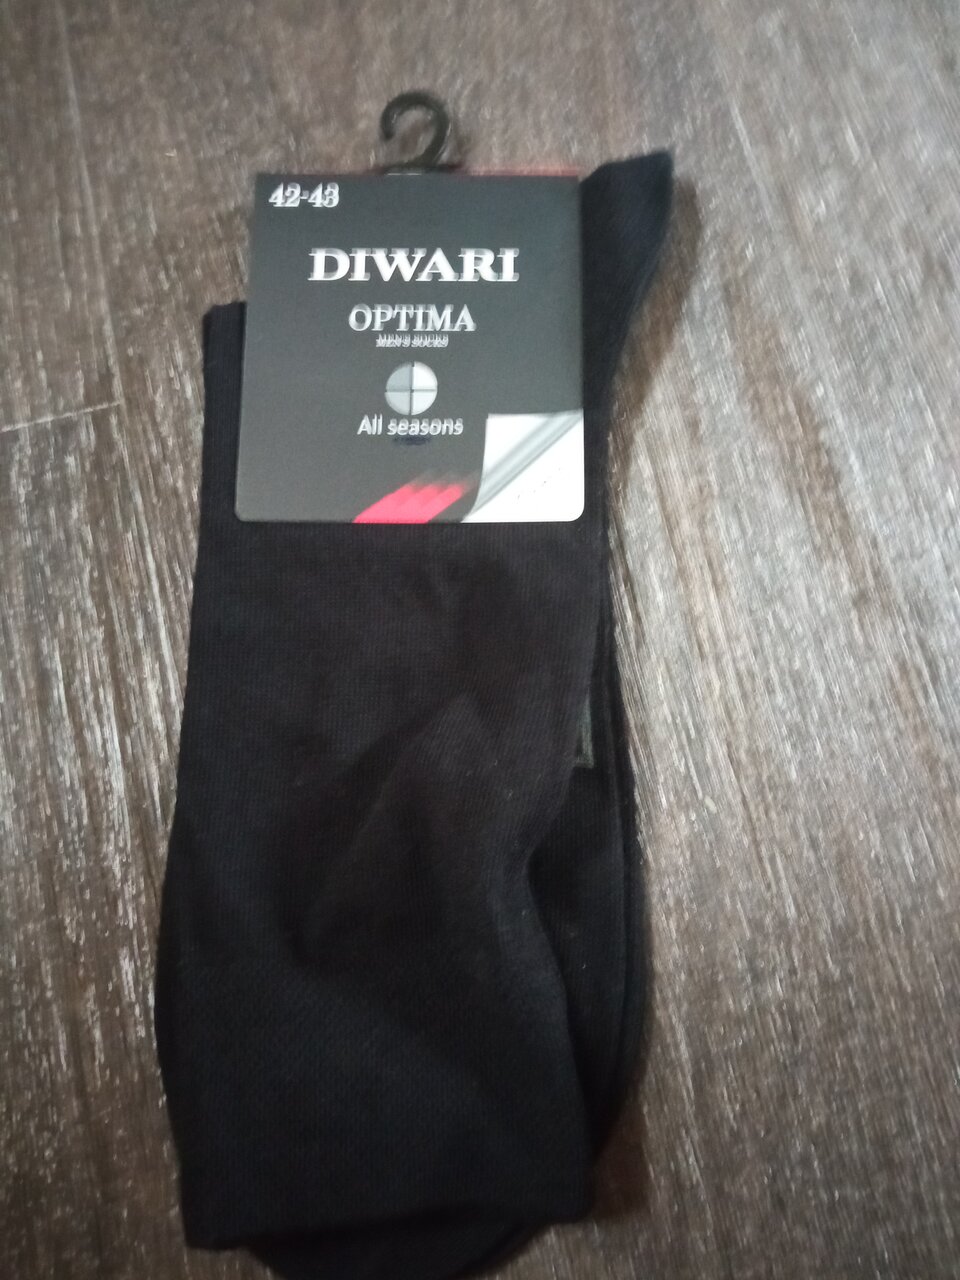 42-43
DIWARI
OPTIMA
MEN'S SOCKS
All seasons